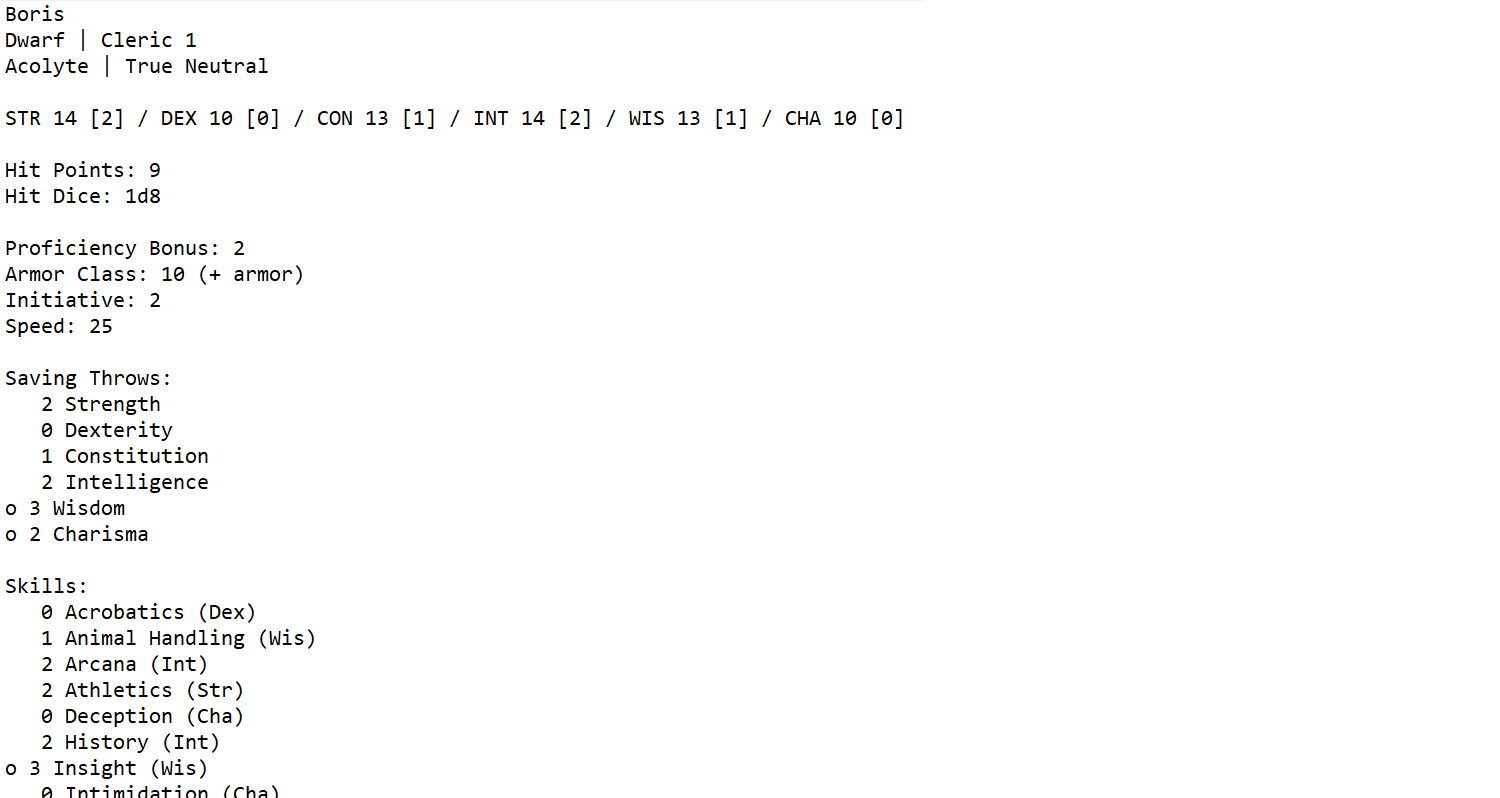 Boris
Dwarf | Cleric 1
Acolyte | True Neutral
STR 14 [2] / DEX 10 [0] / CON 13 [1] / INT 14 [2] / WIS 13 [1] / CHA 10 [0]
Hit Points: 9
Hit Dice: 1d8
Proficiency Bonus: 2
Armor Class: 10 (+ armor)
Initiative: 2
Speed: 25
Saving Throws:
2 Strength
0 Dexterity
1 Constitution
2 Intelligence
o 3 Wisdom
o 2 Charisma
Skills:
0 Acrobatics (Dex)
1 Animal Handling (Wis)
2 Arcana (Int)
2 Athletics (Str)
0 Deception (Cha)
2 History (Int)
o 3 Insight (Wis)
0 Intimidation (Cha)